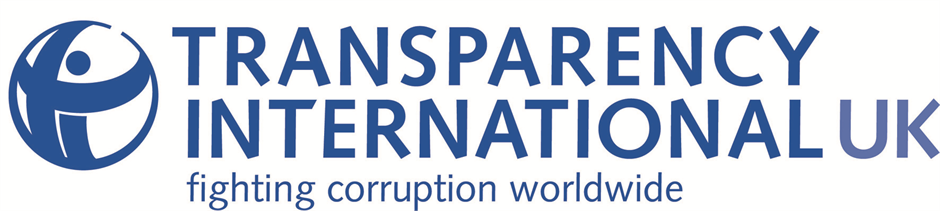 TRANSPARENCY
INTERNATIONAL UK
fighting corruption worldwide